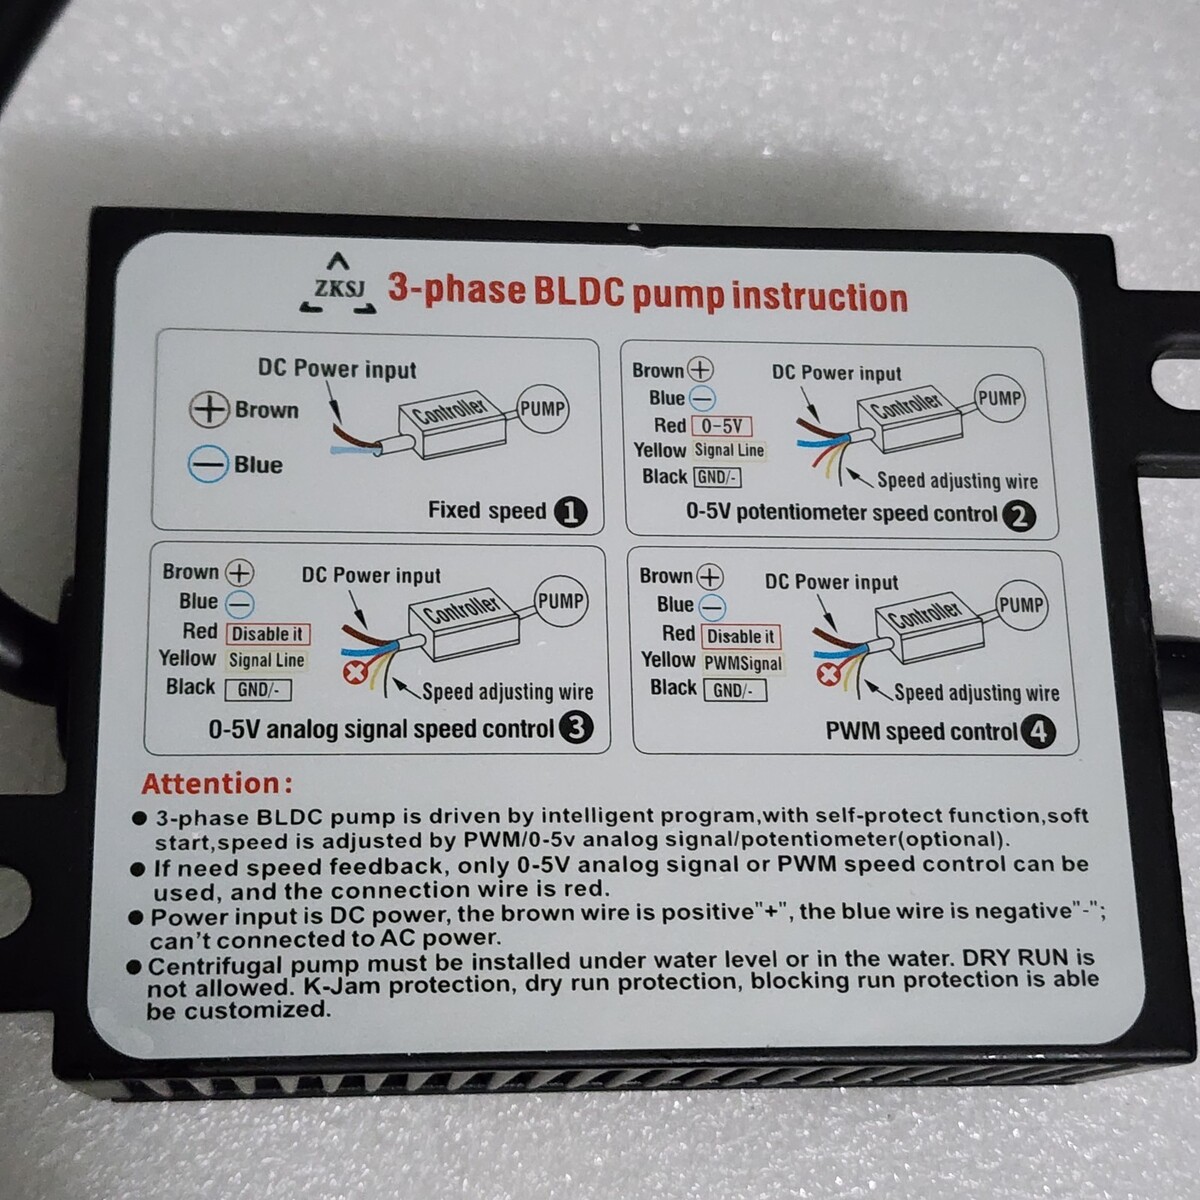 ZKSJ 3-phase BLDC pump instruction
DC Power input
+ Brown
− Blue
Controller
PUMP
Fixed speed 1
Brown +
Blue −
Red 0-5V
Yellow Signal Line
Black GND/-
DC Power input
Controller
PUMP
Speed adjusting wire
0-5V potentiometer speed control 2
Brown +
Blue −
Red Disable it
Yellow Signal Line
Black GND/-
DC Power input
Controller
PUMP
Speed adjusting wire
0-5V analog signal speed control 3
Brown +
Blue −
Red Disable it
Yellow PWMSignal
Black GND/-
DC Power input
Controller
PUMP
Speed adjusting wire
PWM speed control 4
Attention:
● 3-phase BLDC pump is driven by intelligent program,with self-protect function,soft
start,speed is adjusted by PWM/0-5v analog signal/potentiometer(optional).
● If need speed feedback, only 0-5V analog signal or PWM speed control can be
used, and the connection wire is red.
● Power input is DC power, the brown wire is positive"+", the blue wire is negative"-";
can't connected to AC power.
● Centrifugal pump must be installed under water level or in the water. DRY RUN is
not allowed. K-Jam protection, dry run protection, blocking run protection is able
be customized.